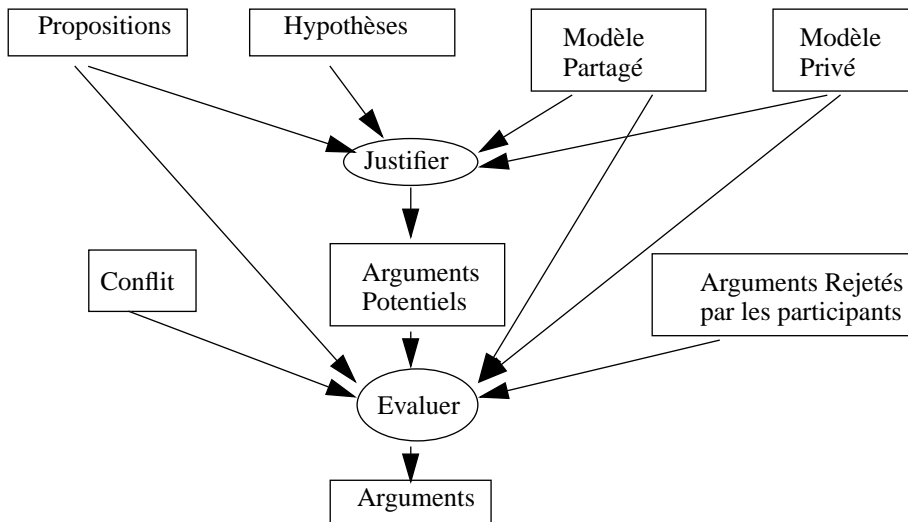 Propositions
Hypothèses
Modèle
Partagé
Modèle
Privé
Justifier
Conflit
Arguments
Potentiels
Arguments Rejetés
par les participants
Evaluer
Arguments